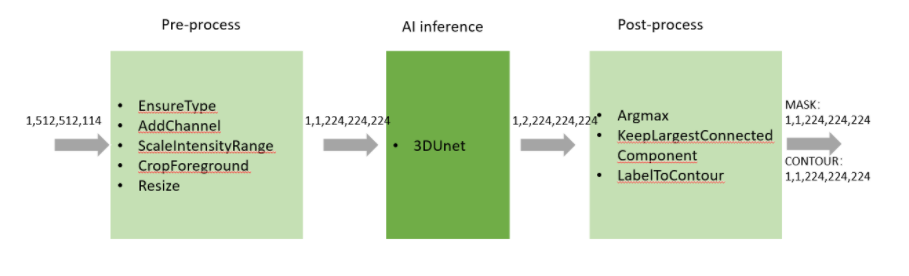 Pre-process
AI inference
Post-process
1,512,512,114
• EnsureType
• AddChannel
• ScaleIntensityRange
• CropForeground
• Resize
1,1,224,224,224
• 3DUnet
1,2,224,224,224
• Argmax
• KeepLargestConnected
Component
• LabelToContour
MASK:
1,1,224,224,224
CONTOUR:
1,1,224,224,224